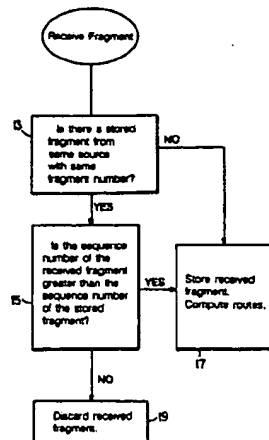 Receive Fragment
13
Is there a stored
fragment from
same source
with same
fragment number?
NO
YES
Is the sequence
number of the
received fragment
greater than the
sequence number
of the stored
fragment?
15
YES
Store received
fragment.
Compute routes.
17
NO
Discard received
fragment.
19